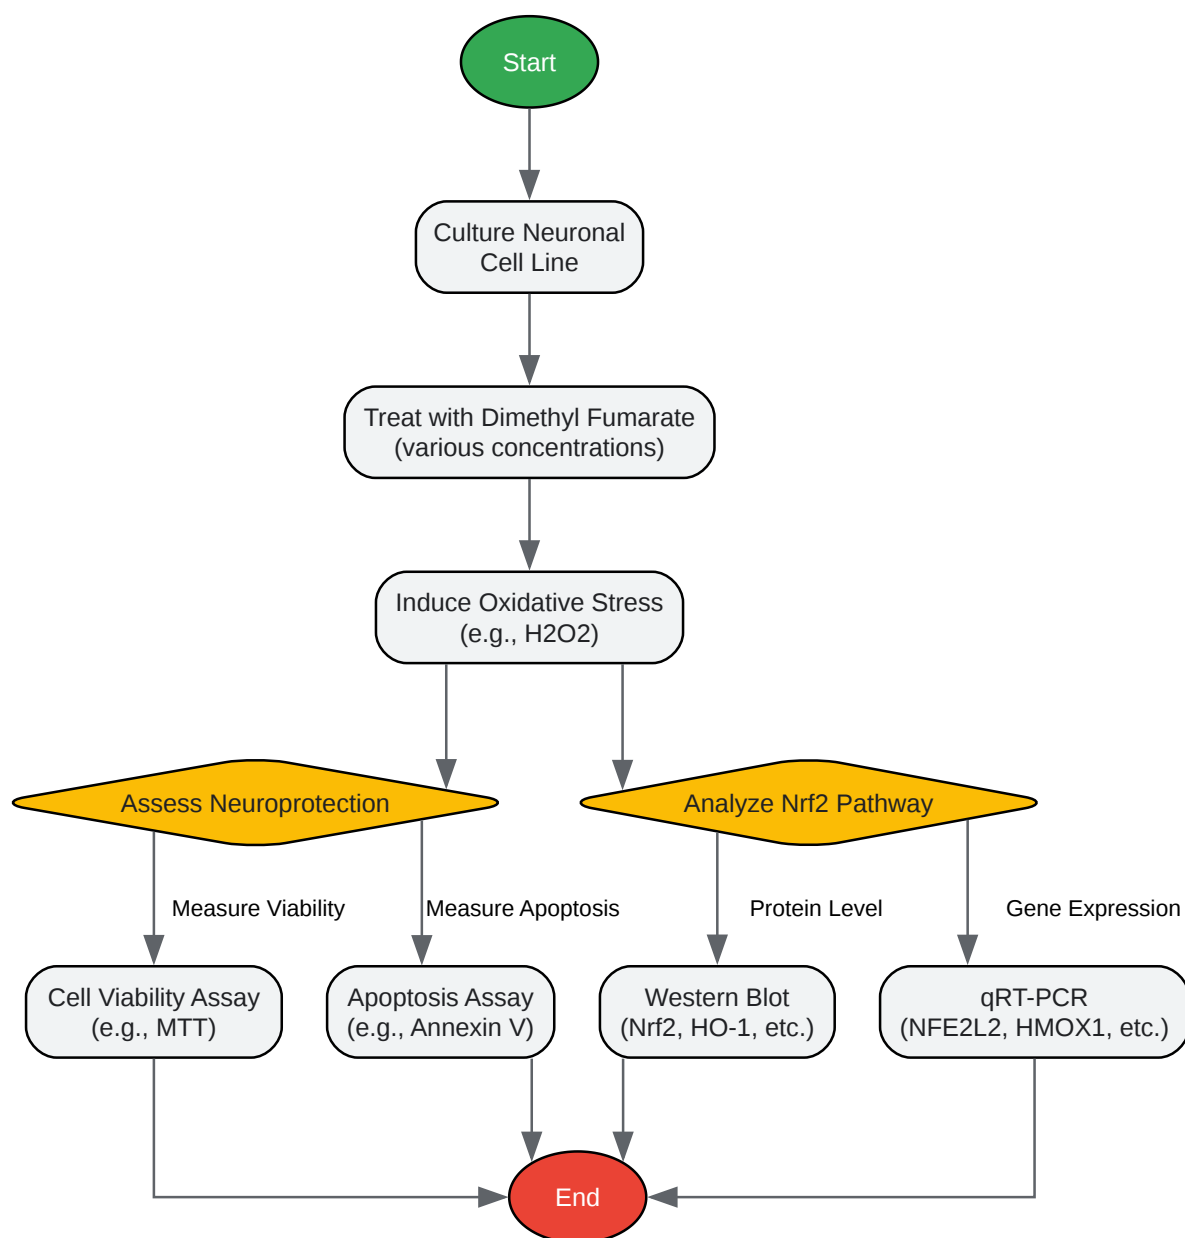 Start
Culture Neuronal
Cell Line
Treat with Dimethyl Fumarate
(various concentrations)
Induce Oxidative Stress
(e.g., H2O2)
Assess Neuroprotection
Analyze Nrf2 Pathway
Measure Viability
Measure Apoptosis
Protein Level
Gene Expression
Cell Viability Assay
(e.g., MTT)
Apoptosis Assay
(e.g., Annexin V)
Western Blot
(Nrf2, HO-1, etc.)
qRT-PCR
(NFE2L2, HMOX1, etc.)
End